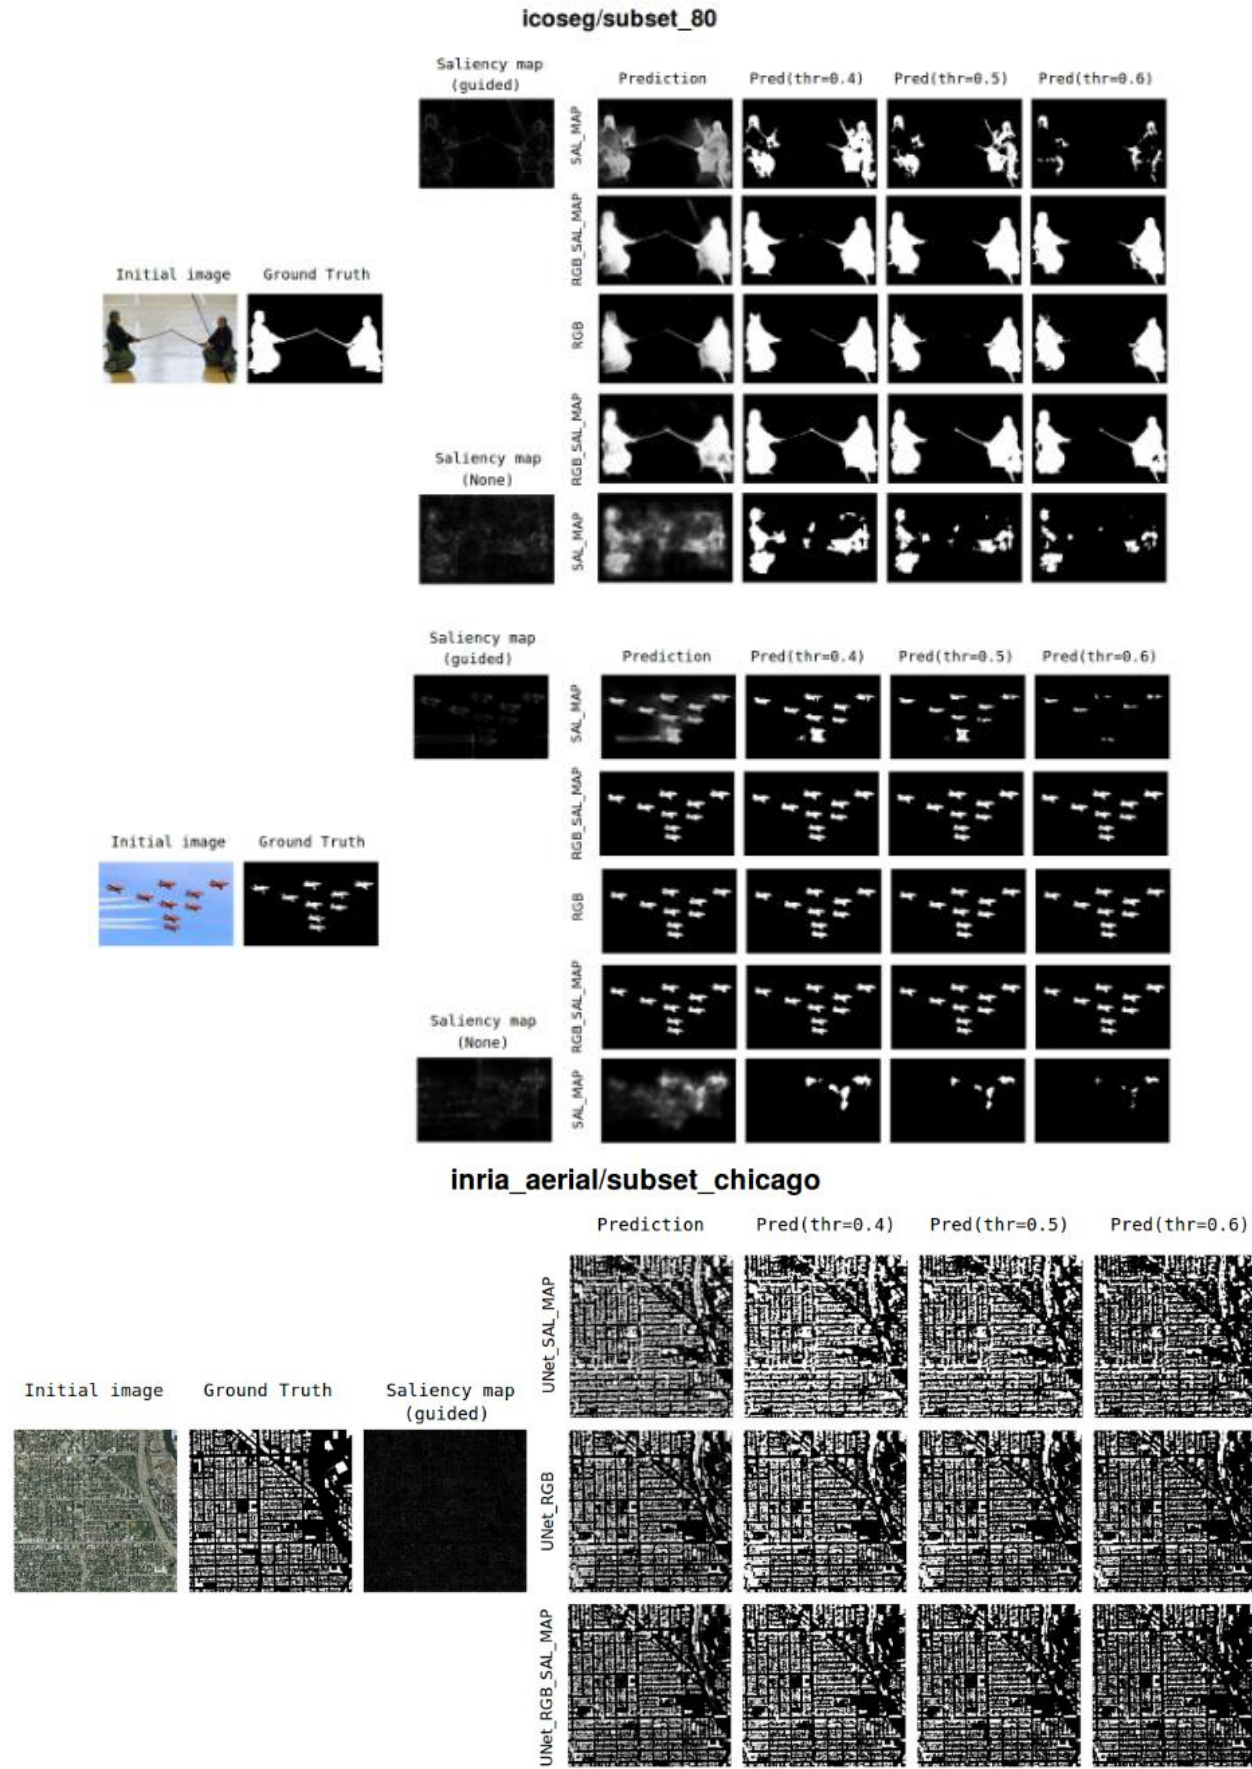 icoseg/subset_80
Saliency map
(guided)
Prediction
Pred(thr=0.4)
Pred(thr=0.5)
Pred(thr=0.6)
SAL_MAP
RGB_SAL_MAP
Initial image
Ground Truth
RGB
RGB_SAL_MAP
Saliency map
(None)
SAL_MAP
Saliency map
(guided)
Prediction
Pred(thr=0.4)
Pred(thr=0.5)
Pred(thr=0.6)
SAL_MAP
RGB_SAL_MAP
Initial image
Ground Truth
RGB
RGB_SAL_MAP
Saliency map
(None)
SAL_MAP
inria_aerial/subset_chicago
Prediction
Pred(thr=0.4)
Pred(thr=0.5)
Pred(thr=0.6)
UNet_SAL_MAP
Initial image
Ground Truth
Saliency map
(guided)
UNet_RGB
UNet_RGB_SAL_MAP